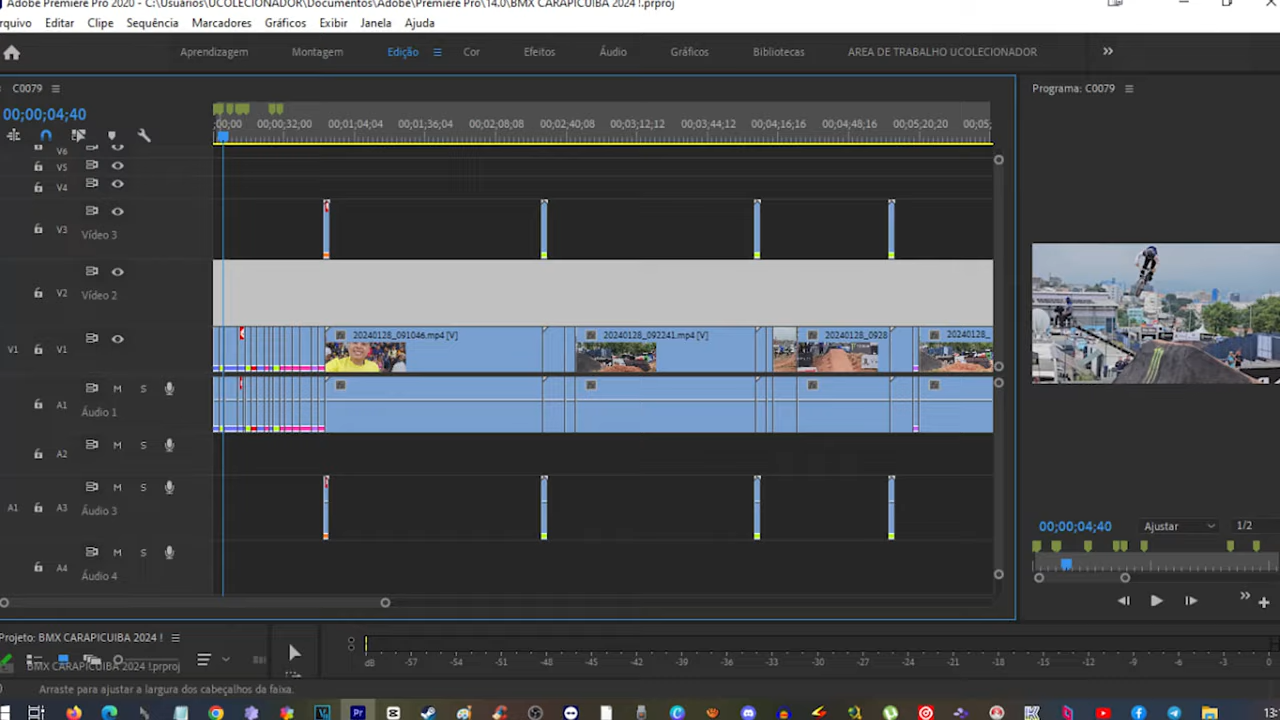 Adobe Premiere Pro 2020 - C:\Usuários\UCOLECIONADOR\Documentos\Adobe\Premiere Pro\14.0\BMX CARAPICUIBA 2024 !.prproj
rquivo Editar Clipe Sequência Marcadores Gráficos Exibir Janela Ajuda
Aprendizagem Montagem Edição Cor Efeitos Áudio Gráficos Bibliotecas AREA DE TRABALHO UCOLECIONADOR
C0079
Programa: C0079
00;00;04;40
;00;00 00;00;32;00 00;01;04;04 00;01;36;04 00;02;08;08 00;02;40;08 00;03;12;12 00;03;44;12 00;04;16;16 00;04;48;16 00;05;20;20 00;05;
V6
V5
V4
V3
Vídeo 3
V2
Vídeo 2
20240128_091046.mp4 [V] 20240128_092241.mp4 [V] 20240128_0928 20240128_
V1 V1
A1 M S
Áudio 1
A2 M S
A1 A3 M S
Áudio 3
00;00;04;40 Ajustar 1/2
A4 M S
Áudio 4
Projeto: BMX CARAPICUIBA 2024 !
BMX CARAPICUIBA 2024 !.prproj
dB -57 -54 -51 -48 -45 -42 -39 -36 -33 -30 -27 -24 -21 -18 -15 -12 -9 -6 -3 0
Arraste para ajustar a largura dos cabeçalhos da faixa.
Pr
13: